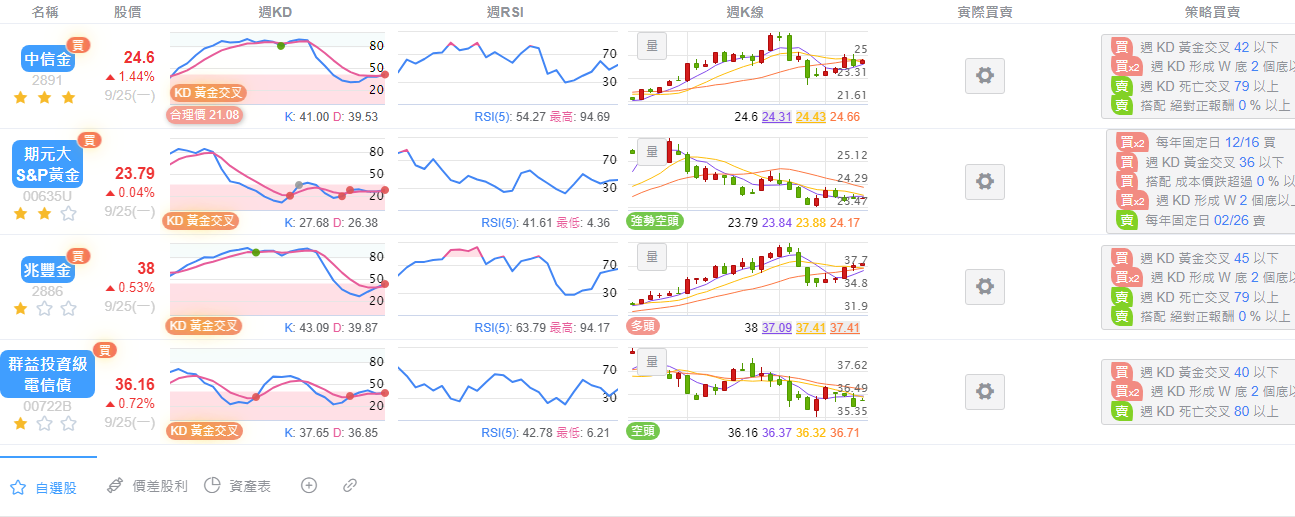 名稱 股價 週KD 週RSI 週K線 實際買賣 策略買賣
中信金 買
2891
24.6
1.44%
9/25(一)
80
50
20
KD 黃金交叉
合理價 21.08
K: 41.00 D: 39.53
70
30
RSI(5): 54.27 最高: 94.69
量
25
23.31
21.61
24.6 24.31 24.43 24.66
買 週 KD 黃金交叉 42 以下
買x2 週 KD 形成 W 底 2 個底以
賣 週 KD 死亡交叉 79 以上
賣 搭配 絕對正報酬 0 % 以上
期元大 買
S&P黃金
00635U
23.79
0.04%
9/25(一)
80
50
20
KD 黃金交叉
K: 27.68 D: 26.38
70
30
RSI(5): 41.61 最低: 4.36
量
25.12
24.29
23.47
強勢空頭
23.79 23.84 23.88 24.17
買x2 每年固定日 12/16 買
買 週 KD 黃金交叉 36 以下
買 搭配 成本價跌超過 0 % 以
買x2 週 KD 形成 W 底 2 個底以
賣 每年固定日 02/26 賣
兆豐金 買
2886
38
0.53%
9/25(一)
80
50
20
KD 黃金交叉
K: 43.09 D: 39.87
70
30
RSI(5): 63.79 最高: 94.17
量
37.7
34.8
31.9
多頭
38 37.09 37.41 37.41
買 週 KD 黃金交叉 45 以下
買x2 週 KD 形成 W 底 2 個底以
賣 週 KD 死亡交叉 79 以上
賣 搭配 絕對正報酬 0 % 以上
群益投資級 買
電信債
00722B
36.16
0.72%
9/25(一)
80
50
20
KD 黃金交叉
K: 37.65 D: 36.85
70
30
RSI(5): 42.78 最低: 6.21
量
37.62
36.49
35.35
空頭
36.16 36.37 36.32 36.71
買 週 KD 黃金交叉 40 以下
買x2 週 KD 形成 W 底 2 個底以
賣 週 KD 死亡交叉 80 以上
自選股 價差股利 資產表